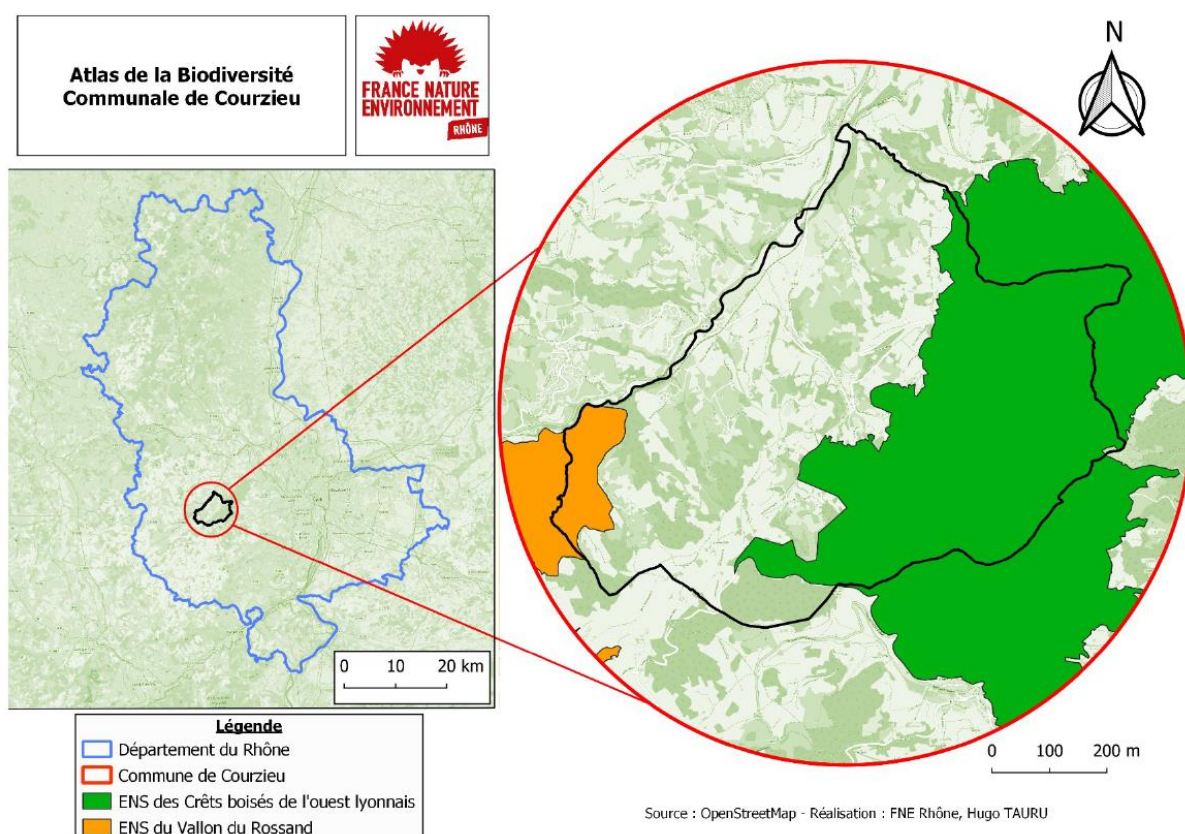 Atlas de la Biodiversité
Communale de Courzieu
FRANCE NATURE
ENVIRONNEMENT
RHÔNE
N
0 10 20 km
Légende
Département du Rhône
Commune de Courzieu
ENS des Crêts boisés de l'ouest lyonnais
ENS du Vallon du Rossand
0 100 200 m
Source : OpenStreetMap - Réalisation : FNE Rhône, Hugo TAURU